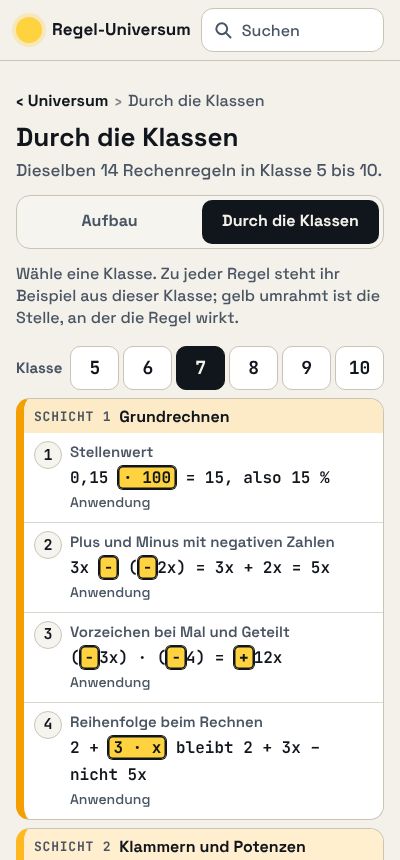 Regel-Universum
Suchen
‹ Universum > Durch die Klassen
Durch die Klassen
Dieselben 14 Rechenregeln in Klasse 5 bis 10.
Aufbau
Durch die Klassen
Wähle eine Klasse. Zu jeder Regel steht ihr
Beispiel aus dieser Klasse; gelb umrahmt ist die
Stelle, an der die Regel wirkt.
Klasse 5 6 7 8 9 10
SCHICHT 1 Grundrechnen
1 Stellenwert
0,15 · 100 = 15, also 15 %
Anwendung
2 Plus und Minus mit negativen Zahlen
3x - (-2x) = 3x + 2x = 5x
Anwendung
3 Vorzeichen bei Mal und Geteilt
(-3x) · (-4) = +12x
Anwendung
4 Reihenfolge beim Rechnen
2 + 3 · x bleibt 2 + 3x –
nicht 5x
Anwendung
SCHICHT 2 Klammern und Potenzen